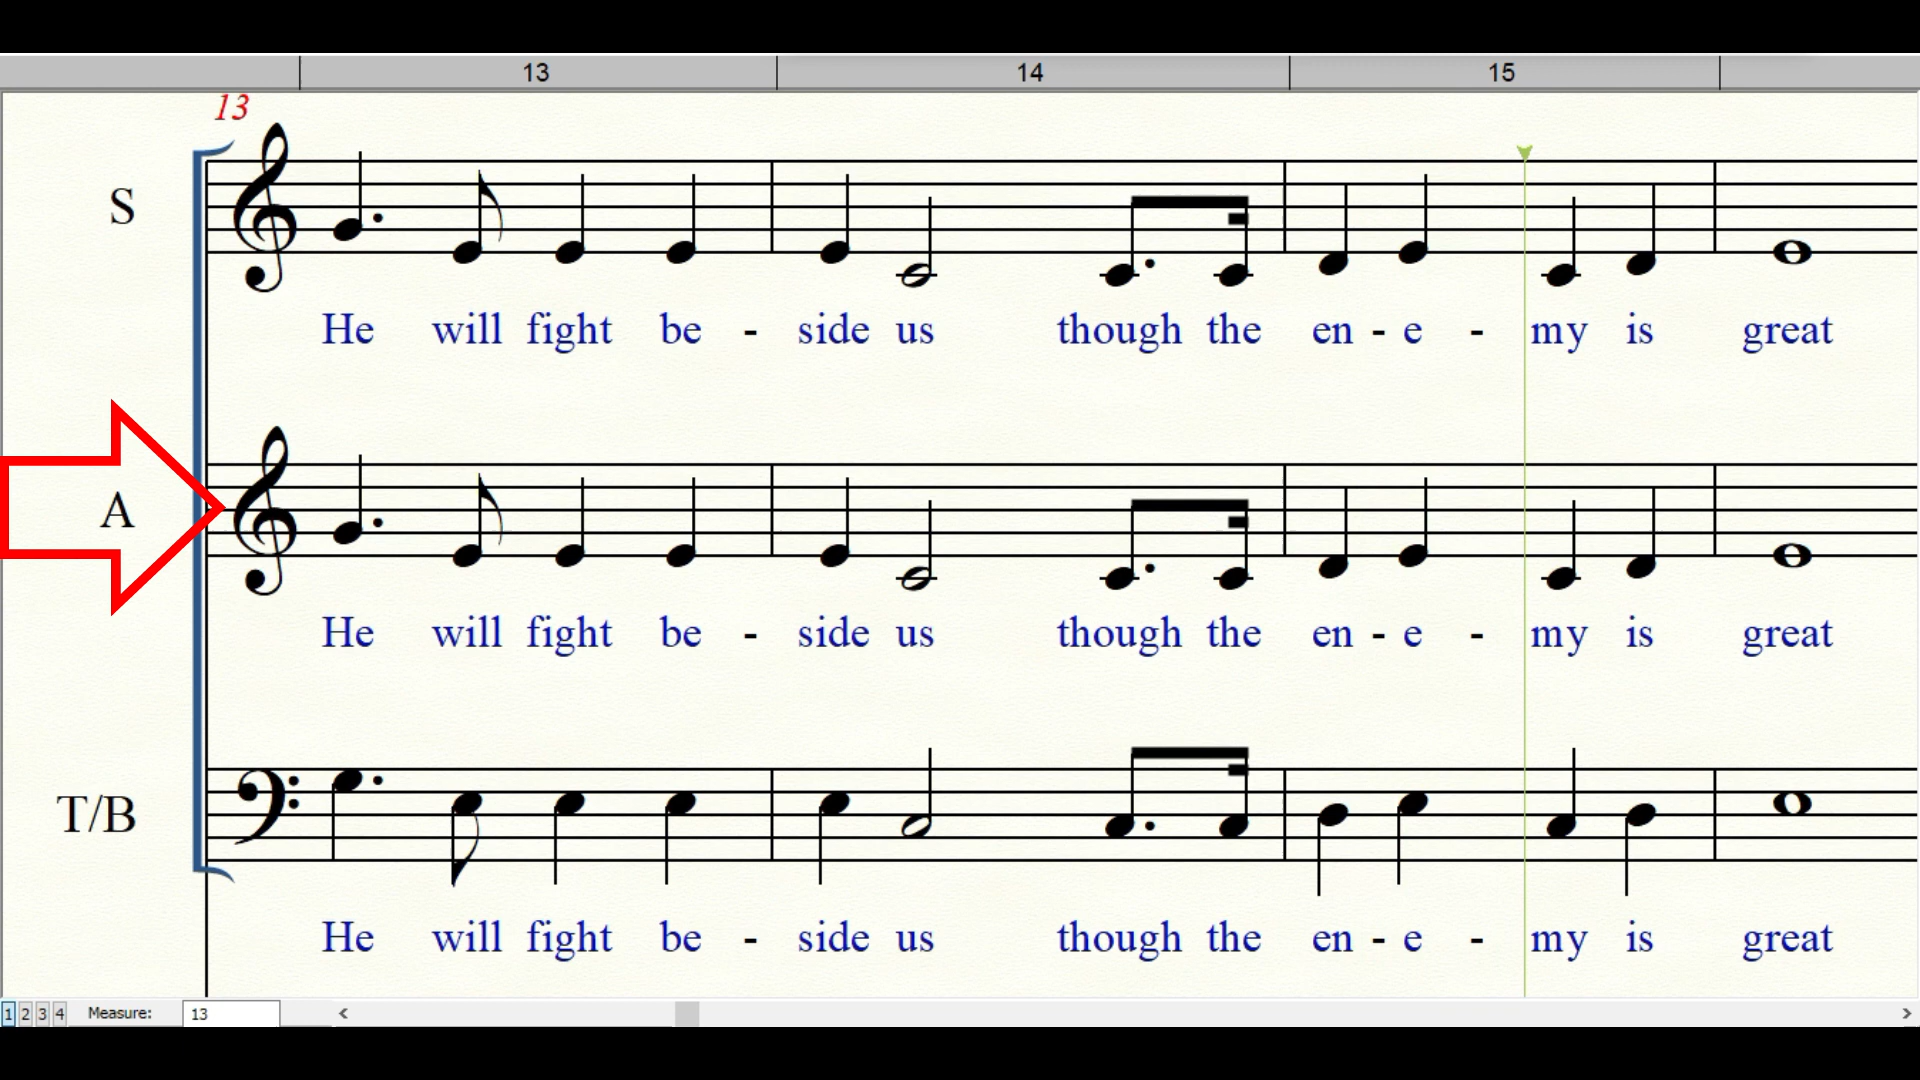 13 14 15
13
S
He will fight be - side us though the en - e - my is great
A
He will fight be - side us though the en - e - my is great
T/B
He will fight be - side us though the en - e - my is great
1 2 3 4 Measure: 13 < >